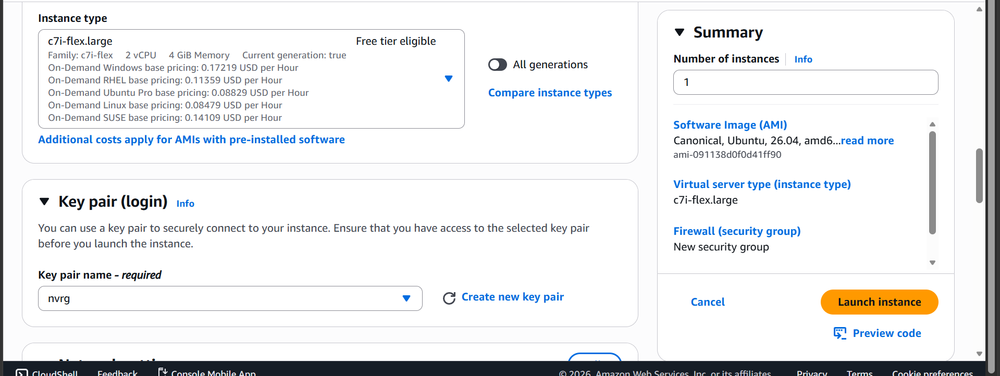 Instance type
c7i-flex.large Free tier eligible
Family: c7i-flex 2 vCPU 4 GiB Memory Current generation: true
On-Demand Windows base pricing: 0.17219 USD per Hour
On-Demand RHEL base pricing: 0.11359 USD per Hour
On-Demand Ubuntu Pro base pricing: 0.08829 USD per Hour
On-Demand Linux base pricing: 0.08479 USD per Hour
On-Demand SUSE base pricing: 0.14109 USD per Hour
All generations
Compare instance types
Additional costs apply for AMIs with pre-installed software
Key pair (login) Info
You can use a key pair to securely connect to your instance. Ensure that you have access to the selected key pair
before you launch the instance.
Key pair name - required
nvrg
Create new key pair
Summary
Number of instances Info
1
Software Image (AMI)
Canonical, Ubuntu, 26.04, amd6...read more
ami-091138d0f0d41ff90
Virtual server type (instance type)
c7i-flex.large
Firewall (security group)
New security group
Cancel
Launch instance
Preview code
CloudShell Feedback Console Mobile App
© 2026, Amazon Web Services, Inc. or its affiliates. Privacy Terms Cookie preferences